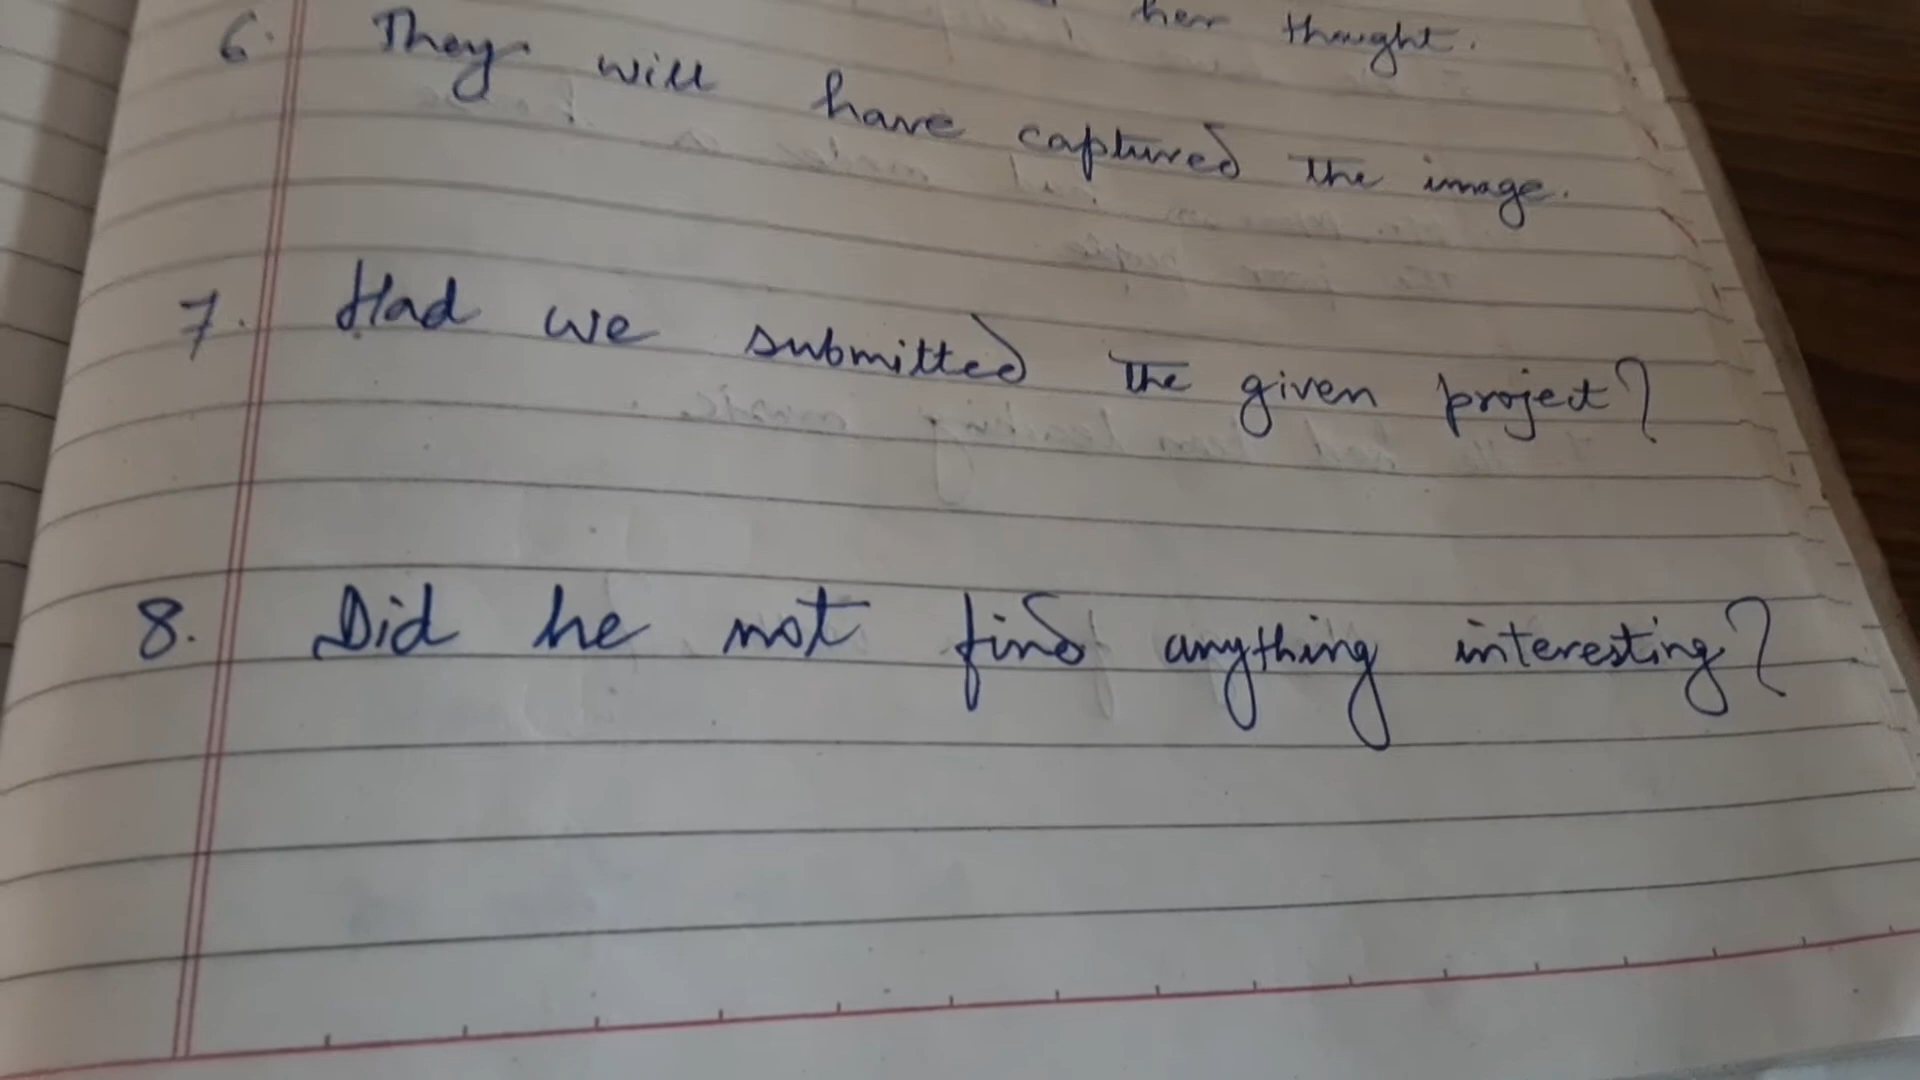 her thought.
6. They will have captured the image.
7. Had we submitted the given project?
8. Did he not find anything interesting?